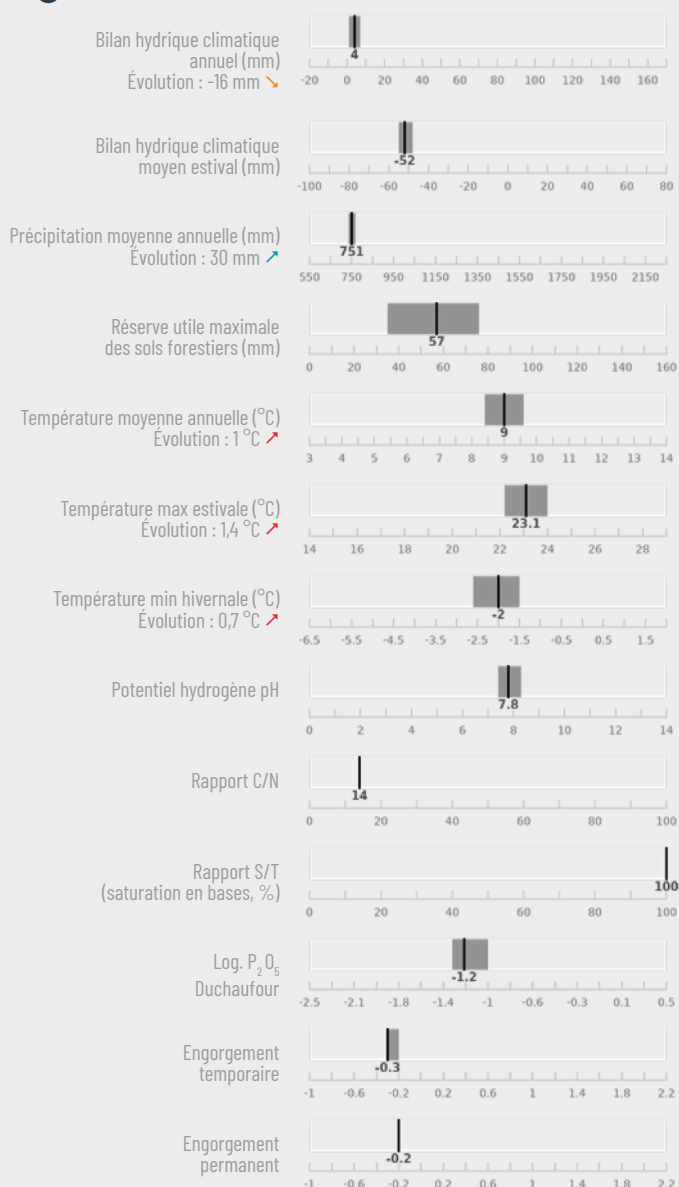 Bilan hydrique climatique
annuel (mm)
Évolution : -16 mm ↘
4
-20 0 20 40 60 80 100 120 140 160
Bilan hydrique climatique
moyen estival (mm)
-52
-100 -80 -60 -40 -20 0 20 40 60 80
Précipitation moyenne annuelle (mm)
Évolution : 30 mm ↗
751
550 750 950 1150 1350 1550 1750 1950 2150
Réserve utile maximale
des sols forestiers (mm)
57
0 20 40 60 80 100 120 140 160
Température moyenne annuelle (°C)
Évolution : 1 °C ↗
9
3 4 5 6 7 8 9 10 11 12 13 14
Température max estivale (°C)
Évolution : 1,4 °C ↗
23.1
14 16 18 20 22 24 26 28
Température min hivernale (°C)
Évolution : 0,7 °C ↗
-2
-6.5 -5.5 -4.5 -3.5 -2.5 -1.5 -0.5 0.5 1.5
Potentiel hydrogène pH
7.8
0 2 4 6 8 10 12 14
Rapport C/N
14
0 20 40 60 80 100
Rapport S/T
(saturation en bases, %)
100
0 20 40 60 80 100
Log. P₂O₅
Duchaufour
-1.2
-2.5 -2.1 -1.8 -1.4 -1 -0.6 -0.3 0.1 0.5
Engorgement
temporaire
-0.3
-1 -0.6 -0.2 0.2 0.6 1 1.4 1.8 2.2
Engorgement
permanent
-0.2
-1 -0.6 -0.2 0.2 0.6 1 1.4 1.8 2.2